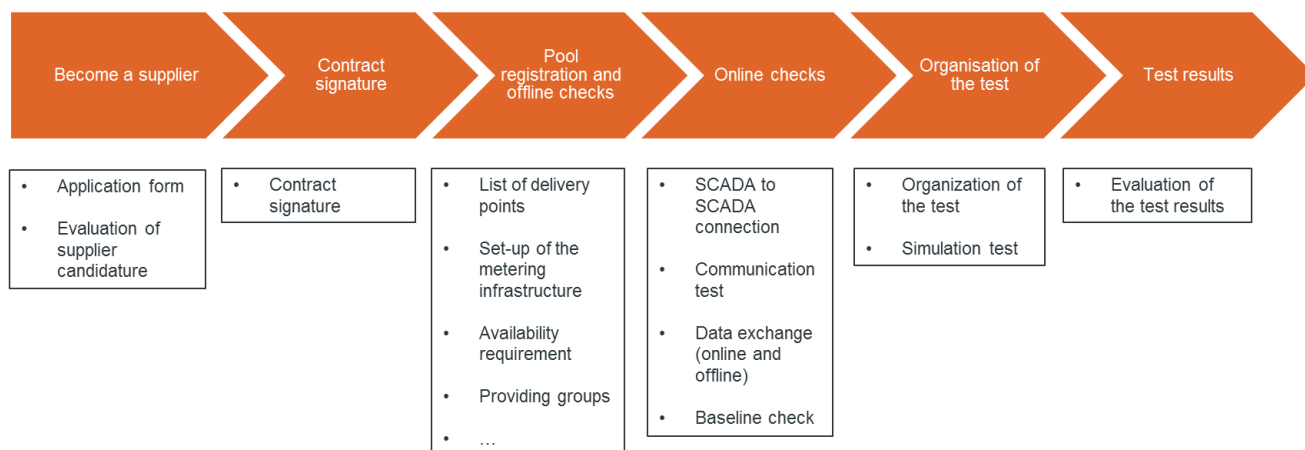 Become a supplier
Contract
signature
Pool
registration and
offline checks
Online checks
Organisation of
the test
Test results
• Application form
• Evaluation of
supplier
candidature
• Contract
signature
• List of delivery
points
• Set-up of the
metering
infrastructure
• Availability
requirement
• Providing groups
• …
• SCADA to
SCADA
connection
• Communication
test
• Data exchange
(online and
offline)
• Baseline check
• Organization of
the test
• Simulation test
• Evaluation of
the test results